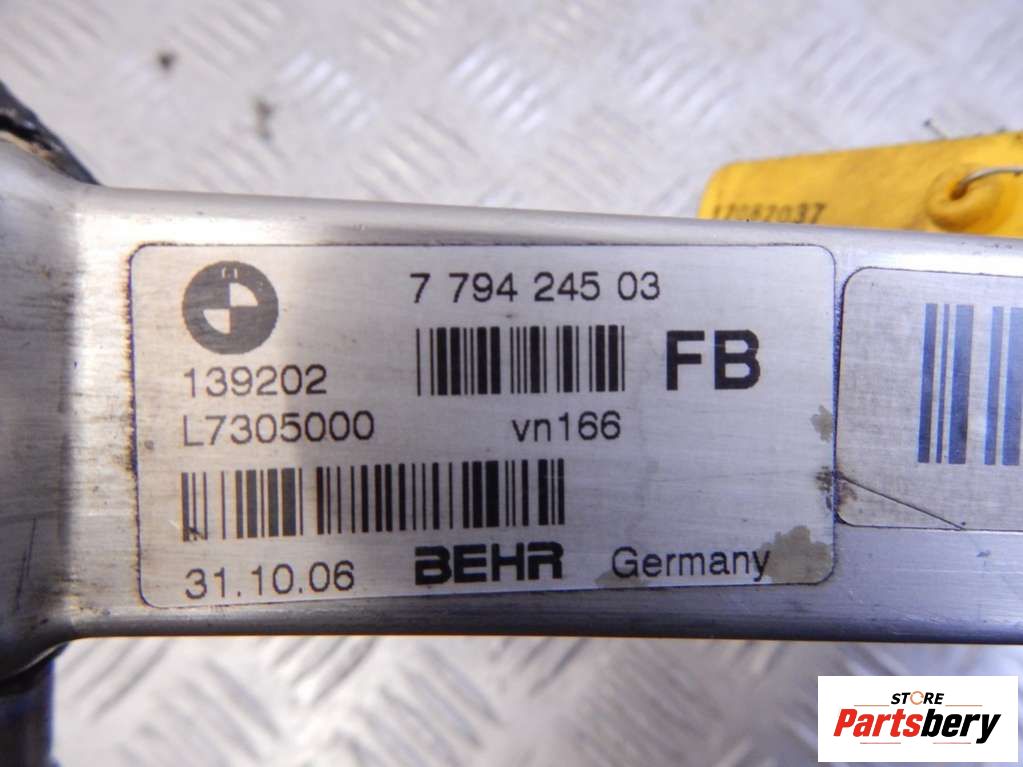 7 794 245 03
FB
139202
L7305000 vn166
31.10.06 BEHR Germany
STORE
Partsbery